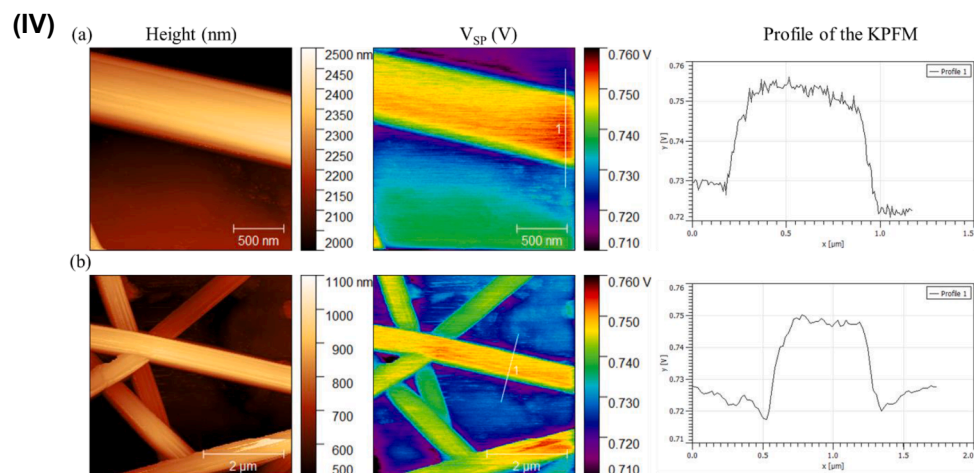 (IV)
(a) Height (nm) V_SP (V) Profile of the KPFM
2500 nm
2450
2400
2350
2300
2250
2200
2150
2100
2050
2000
500 nm
0.760 V
0.750
0.740
0.730
0.720
0.710
1
500 nm
0.76
0.75
0.74
0.73
0.72
y [V]
Profile 1
0.0 0.5 1.0 1.5
x [µm]
(b)
1100 nm
1000
900
800
700
600
500
2 µm
0.760 V
0.750
0.740
0.730
0.720
0.710
1
2 µm
0.76
0.75
0.73
0.72
0.71
y [V]
Profile 1
0.0 0.5 1.0 1.5 2.0
x [µm]